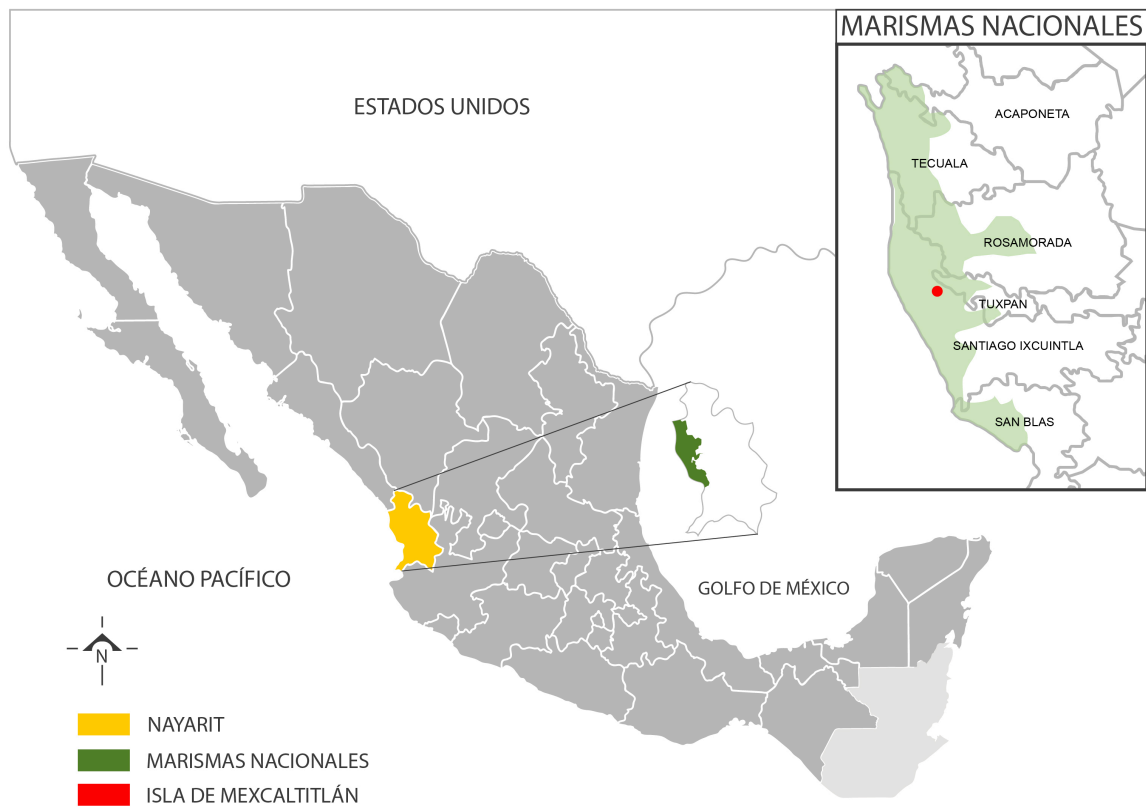 MARISMAS NACIONALES
ESTADOS UNIDOS
ACAPONETA
TECUALA
ROSAMORADA
TUXPAN
SANTIAGO IXCUINTLA
SAN BLAS
OCÉANO PACÍFICO
GOLFO DE MÉXICO
N
NAYARIT
MARISMAS NACIONALES
ISLA DE MEXCALTITLÁN